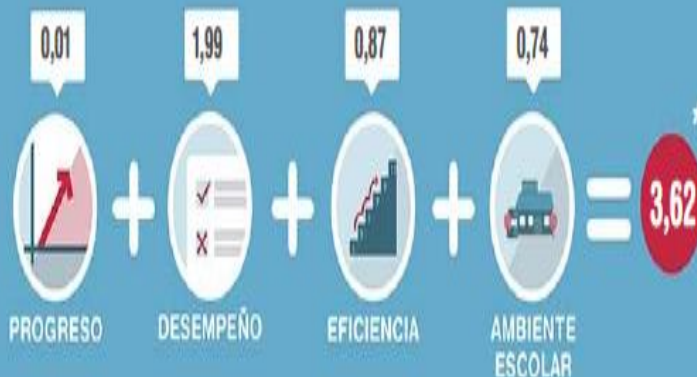 0,01
1,99
0,87
0,74
3,62
PROGRESO
DESEMPEÑO
EFICIENCIA
AMBIENTE
ESCOLAR